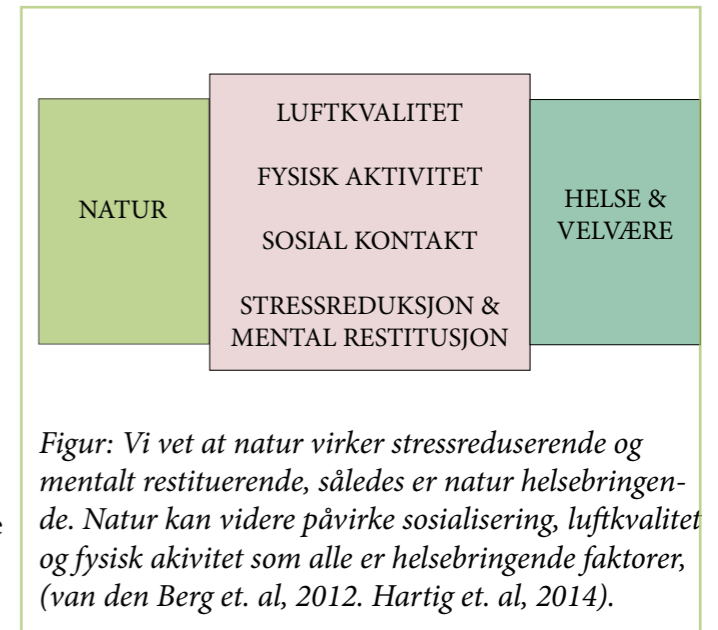 NATUR
LUFTKVALITET
FYSISK AKTIVITET
SOSIAL KONTAKT
STRESSREDUKSJON &
MENTAL RESTITUSJON
HELSE &
VELVÆRE
Figur: Vi vet at natur virker stressreduserende og
mentalt restituerende, således er natur helsebringen-
de. Natur kan videre påvirke sosialisering, luftkvalitet
og fysisk akivitet som alle er helsebringende faktorer,
(van den Berg et. al, 2012. Hartig et. al, 2014).